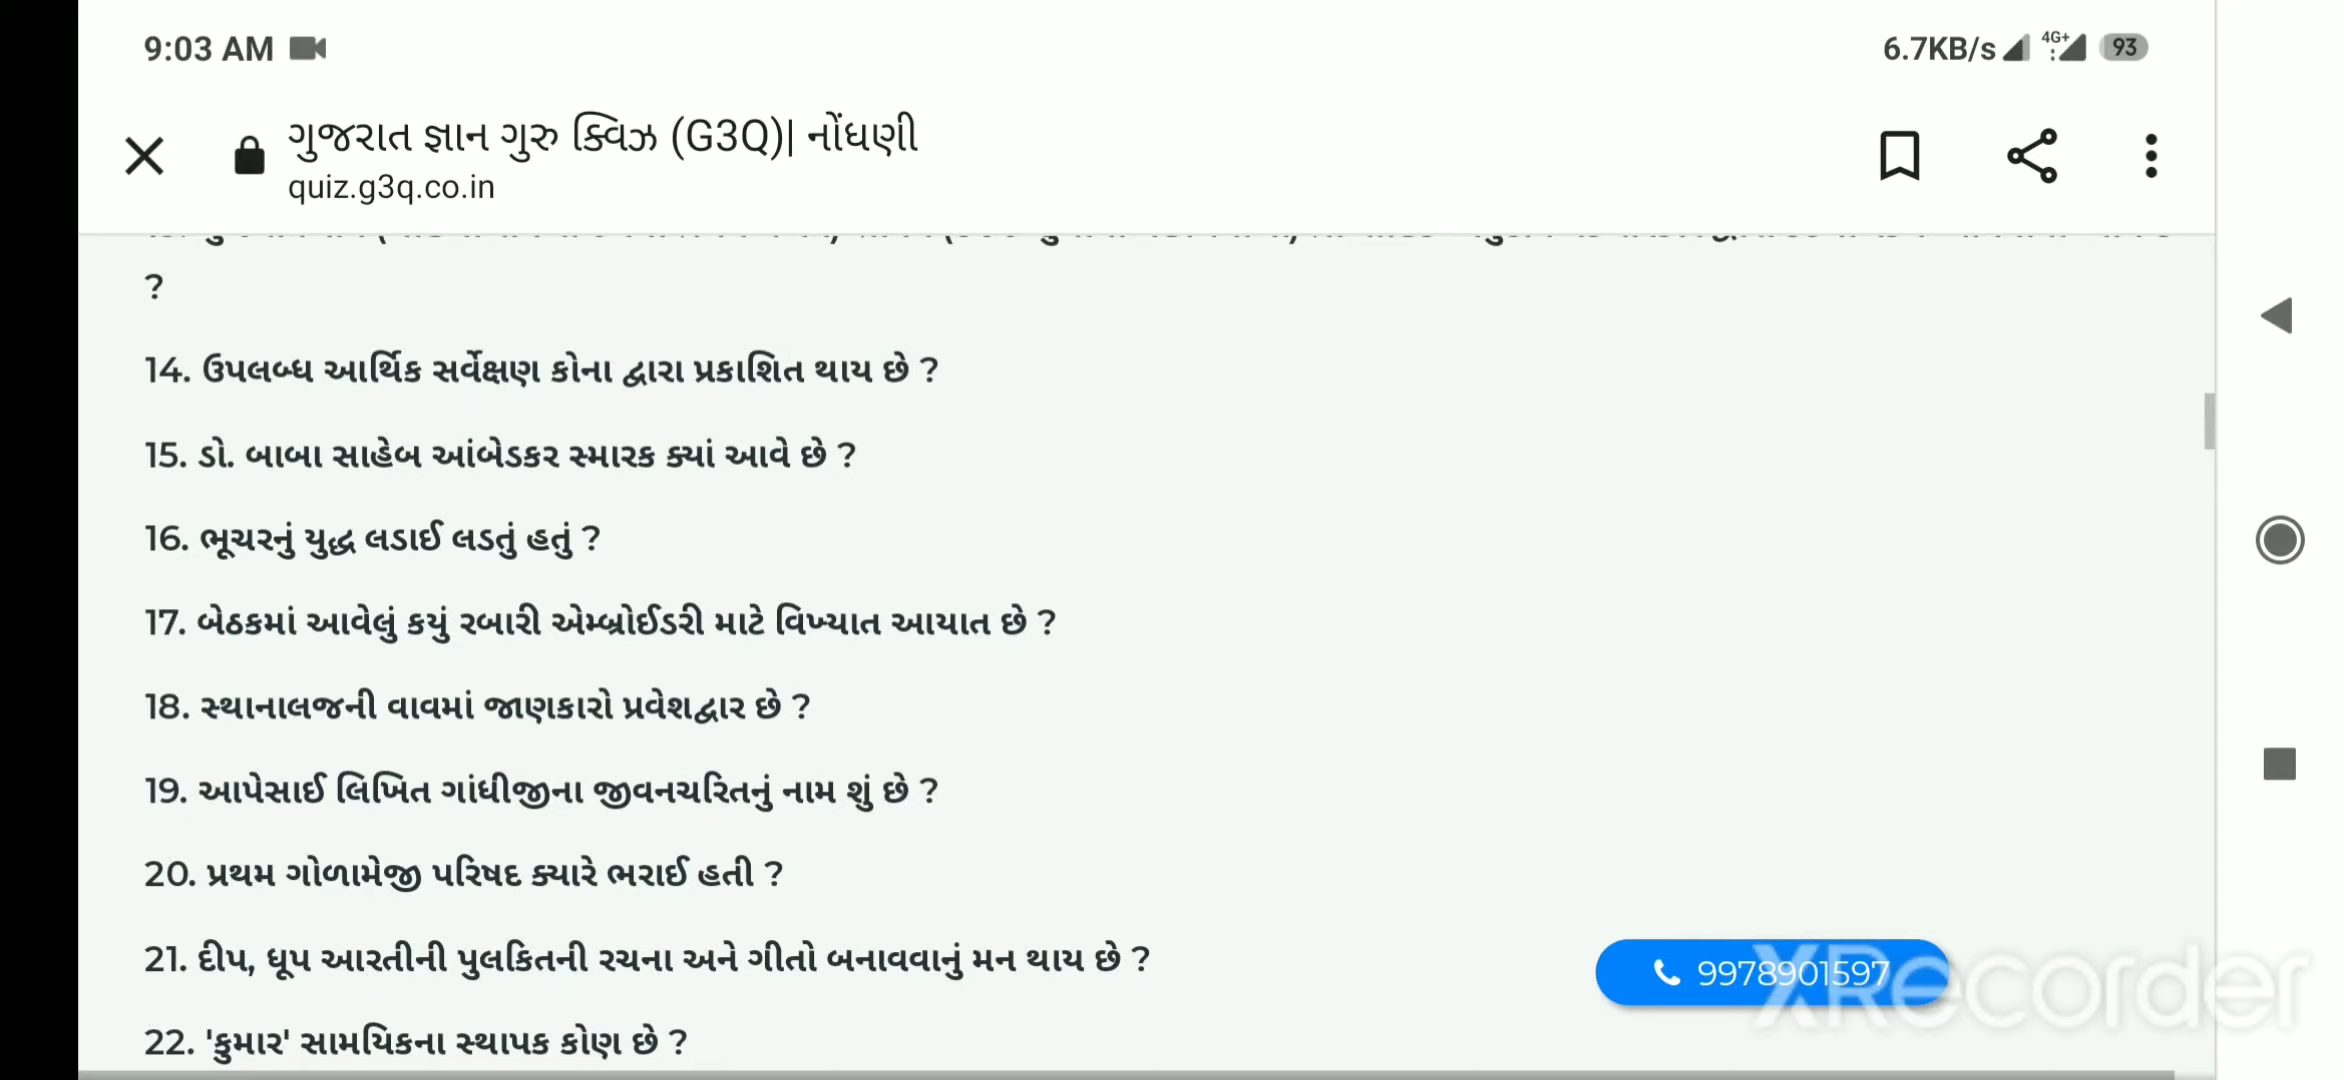 9:03 AM
6.7KB/s 4G+ 93
ગુજરાત જ્ઞાન ગુરુ ક્વિઝ (G3Q)| નોંધણી
quiz.g3q.co.in
?
14. ઉપલબ્ધ આર્થિક સર્વેક્ષણ કોના દ્વારા પ્રકાશિત થાય છે ?
15. ડો. બાબા સાહેબ આંબેડકર સ્મારક ક્યાં આવે છે ?
16. ભૂચરનું યુદ્ધ લડાઈ લડતું હતું ?
17. બેઠકમાં આવેલું કયું રબારી એમ્બ્રોઈડરી માટે વિખ્યાત આયાત છે ?
18. સ્થાનાલજની વાવમાં જાણકારો પ્રવેશદ્વાર છે ?
19. આપેસાઈ લિખિત ગાંધીજીના જીવનચરિતનું નામ શું છે ?
20. પ્રથમ ગોળામેજી પરિષદ ક્યારે ભરાઈ હતી ?
21. દીપ, ધૂપ આરતીની પુલકિતની રચના અને ગીતો બનાવવાનું મન થાય છે ?
9978901597
XRecorder
22. 'કુમાર' સામયિકના સ્થાપક કોણ છે ?